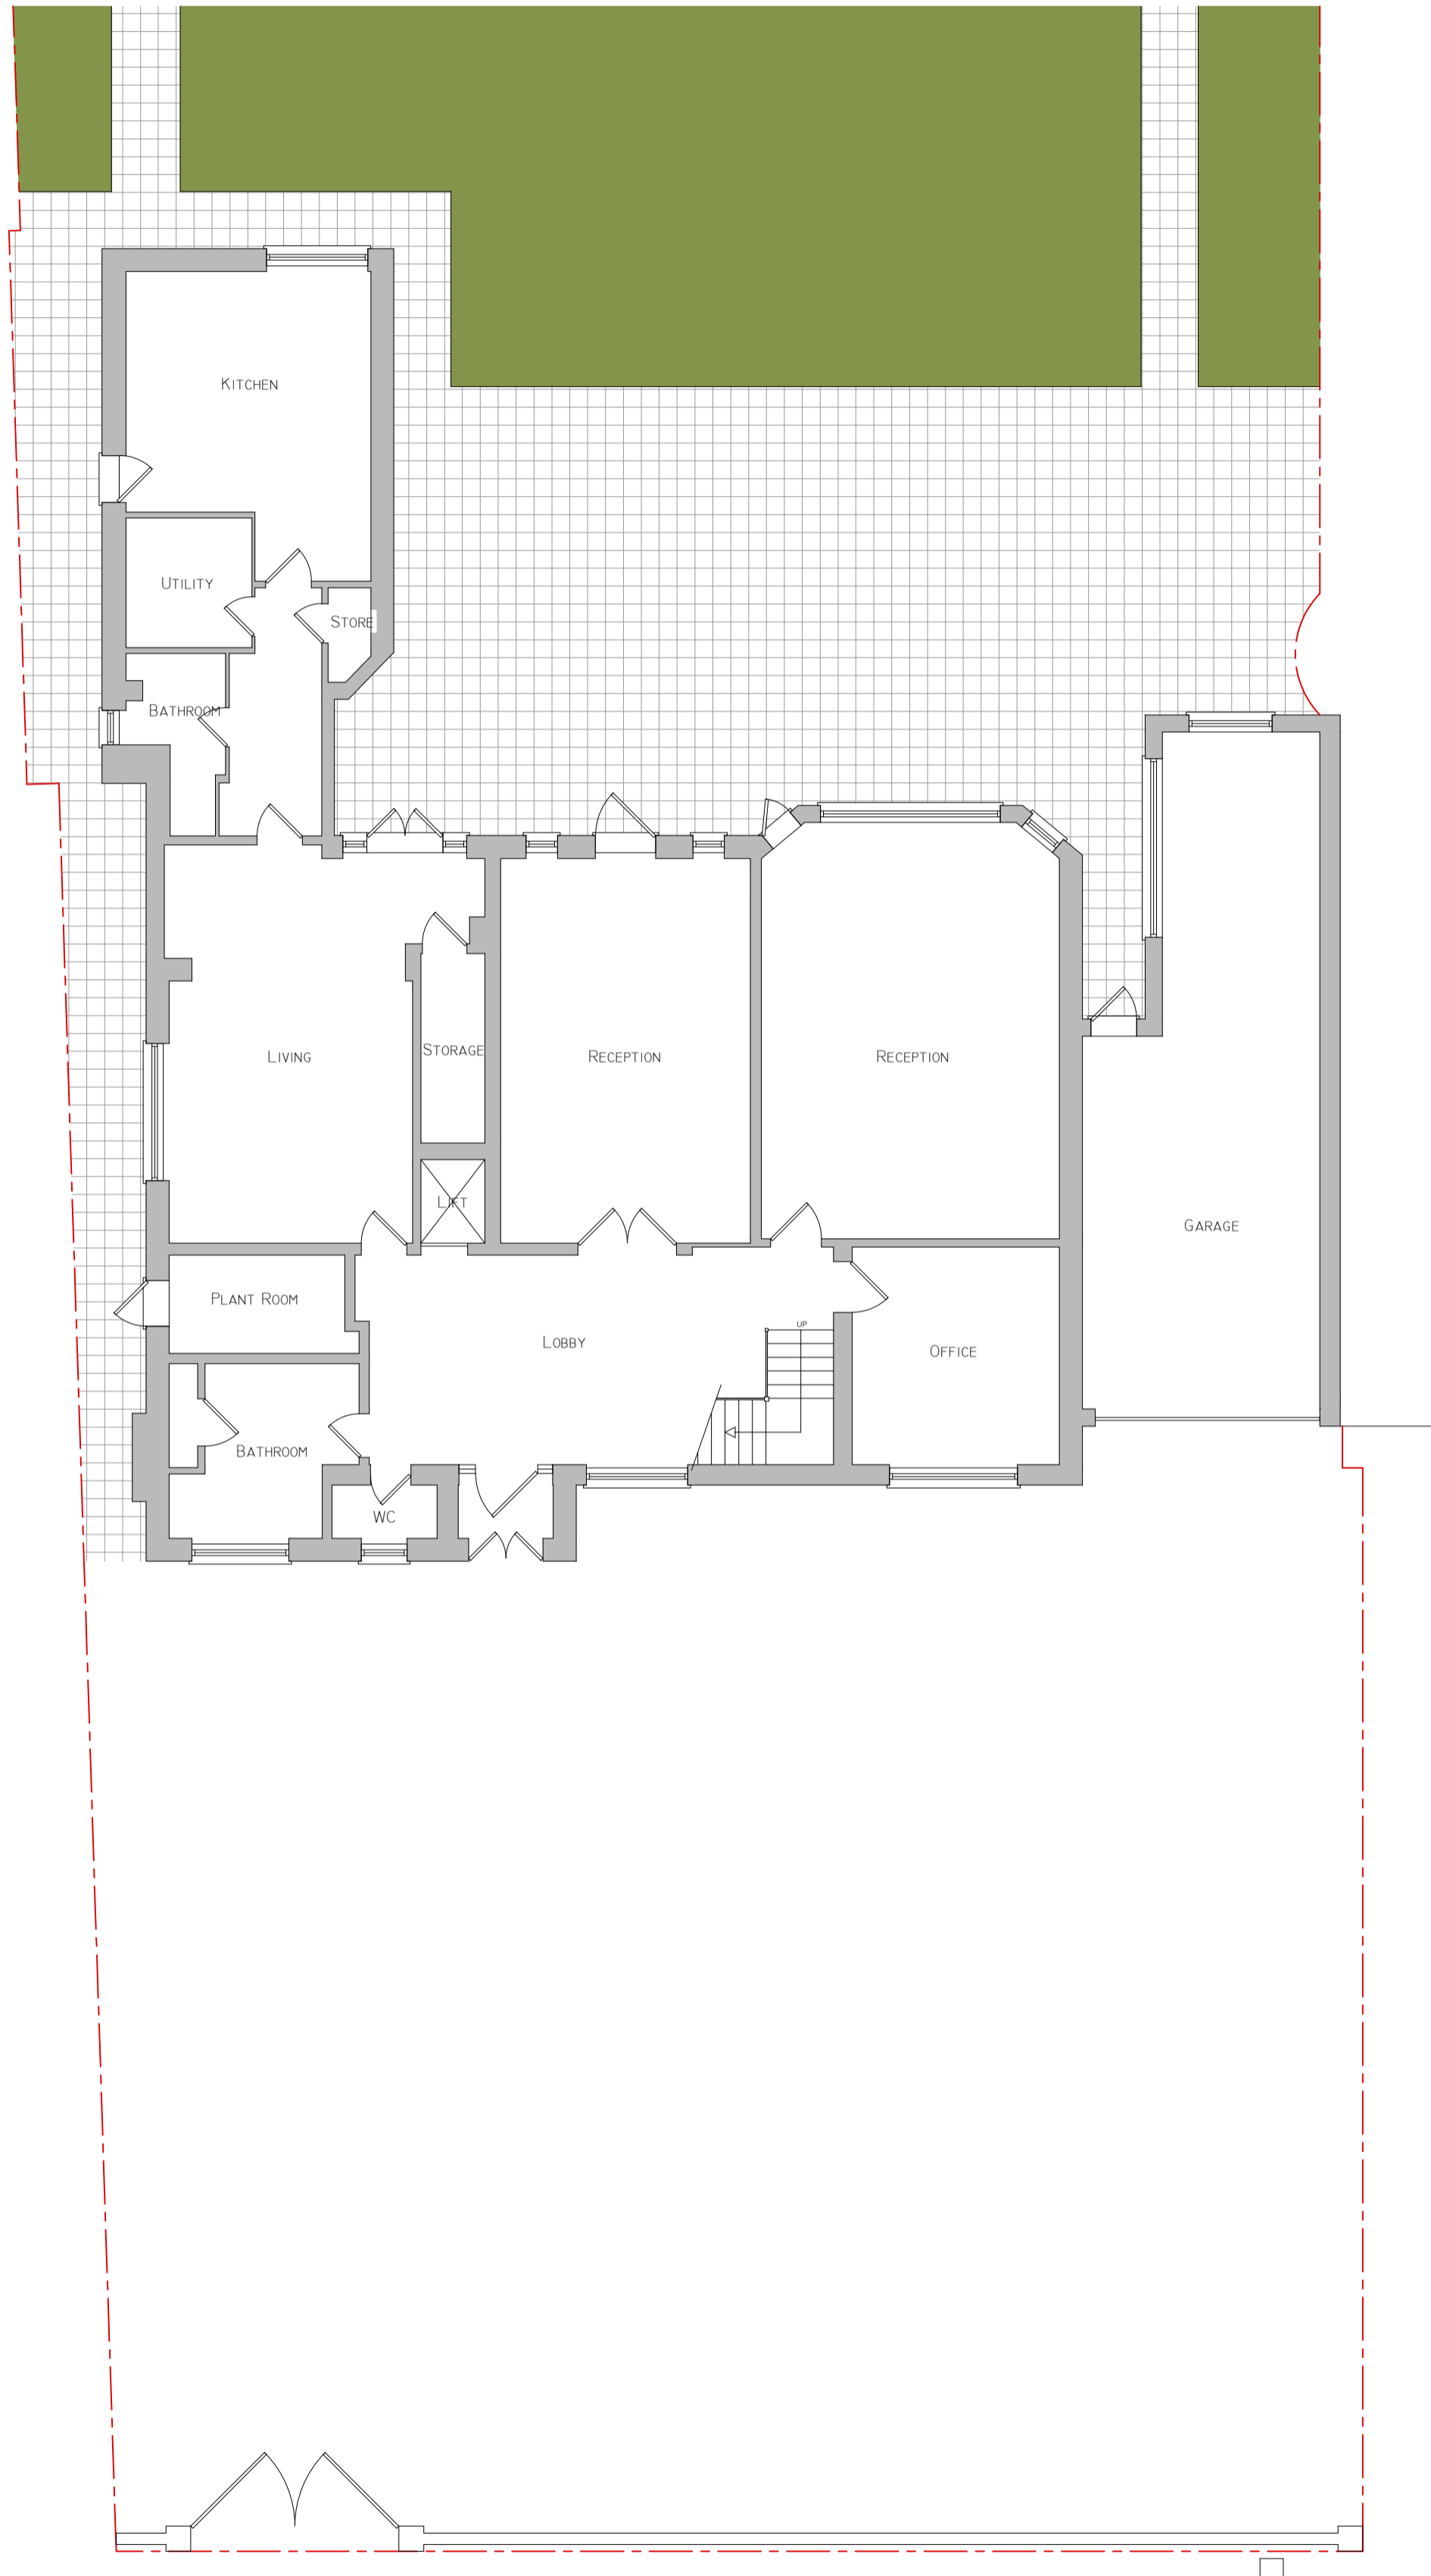 KITCHEN
UTILITY
STORE
BATHROOM
LIVING
STORAGE
RECEPTION
RECEPTION
LIFT
GARAGE
PLANT ROOM
LOBBY
UP
OFFICE
BATHROOM
WC